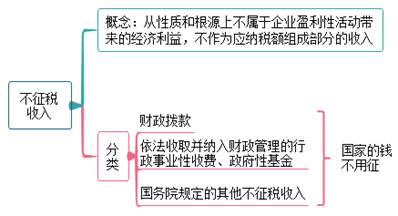 概念：从性质和根源上不属于企业盈利性活动带
来的经济利益，不作为应纳税额组成部分的收入
不征税
收入
分
类
财政拨款
依法收取并纳入财政管理的行
政事业性收费、政府性基金
国务院规定的其他不征税收入
国家的钱
不用征